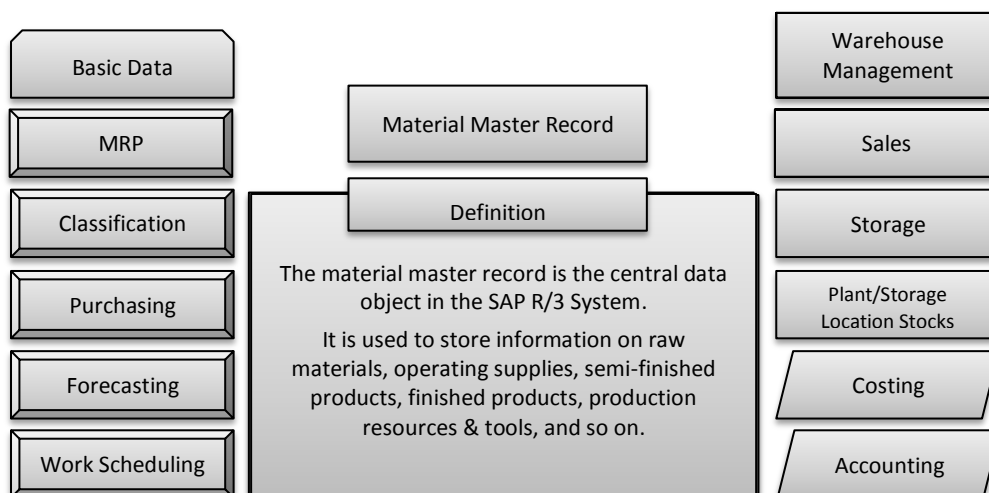 Basic Data
MRP
Classification
Purchasing
Forecasting
Work Scheduling
Material Master Record
Definition
The material master record is the central data
object in the SAP R/3 System.
It is used to store information on raw
materials, operating supplies, semi-finished
products, finished products, production
resources & tools, and so on.
Warehouse
Management
Sales
Storage
Plant/Storage
Location Stocks
Costing
Accounting